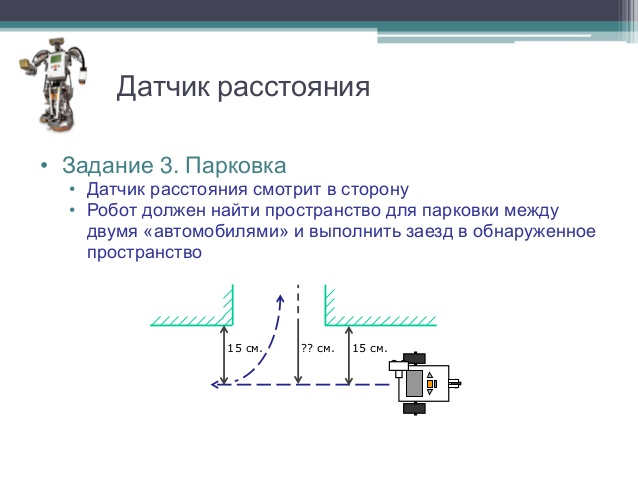 Датчик расстояния
• Задание 3. Парковка
• Датчик расстояния смотрит в сторону
• Робот должен найти пространство для парковки между
двумя «автомобилями» и выполнить заезд в обнаруженное
пространство
15 см. ?? см. 15 см.